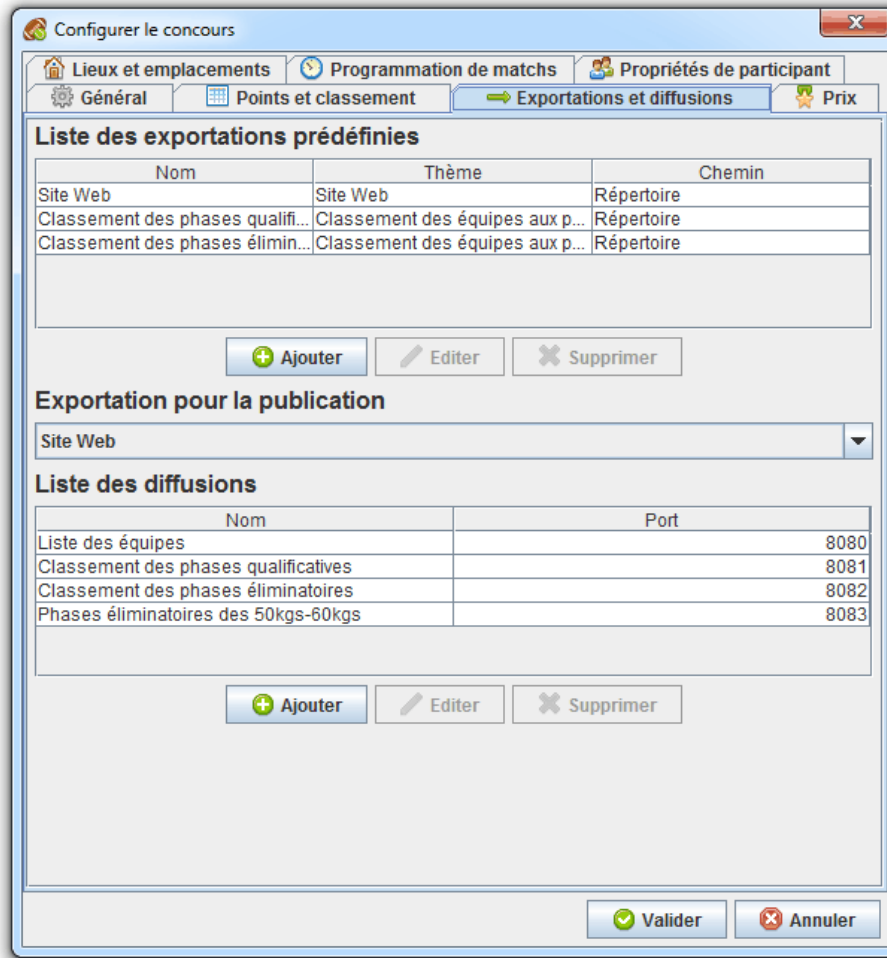 Configurer le concours
Lieux et emplacements Programmation de matchs Propriétés de participant
Général Points et classement Exportations et diffusions Prix
Liste des exportations prédéfinies
Nom Thème Chemin
Site Web Site Web Répertoire
Classement des phases qualifi... Classement des équipes aux p... Répertoire
Classement des phases élimin... Classement des équipes aux p... Répertoire
Ajouter Editer Supprimer
Exportation pour la publication
Site Web
Liste des diffusions
Nom Port
Liste des équipes 8080
Classement des phases qualificatives 8081
Classement des phases éliminatoires 8082
Phases éliminatoires des 50kgs-60kgs 8083
Ajouter Editer Supprimer
Valider Annuler